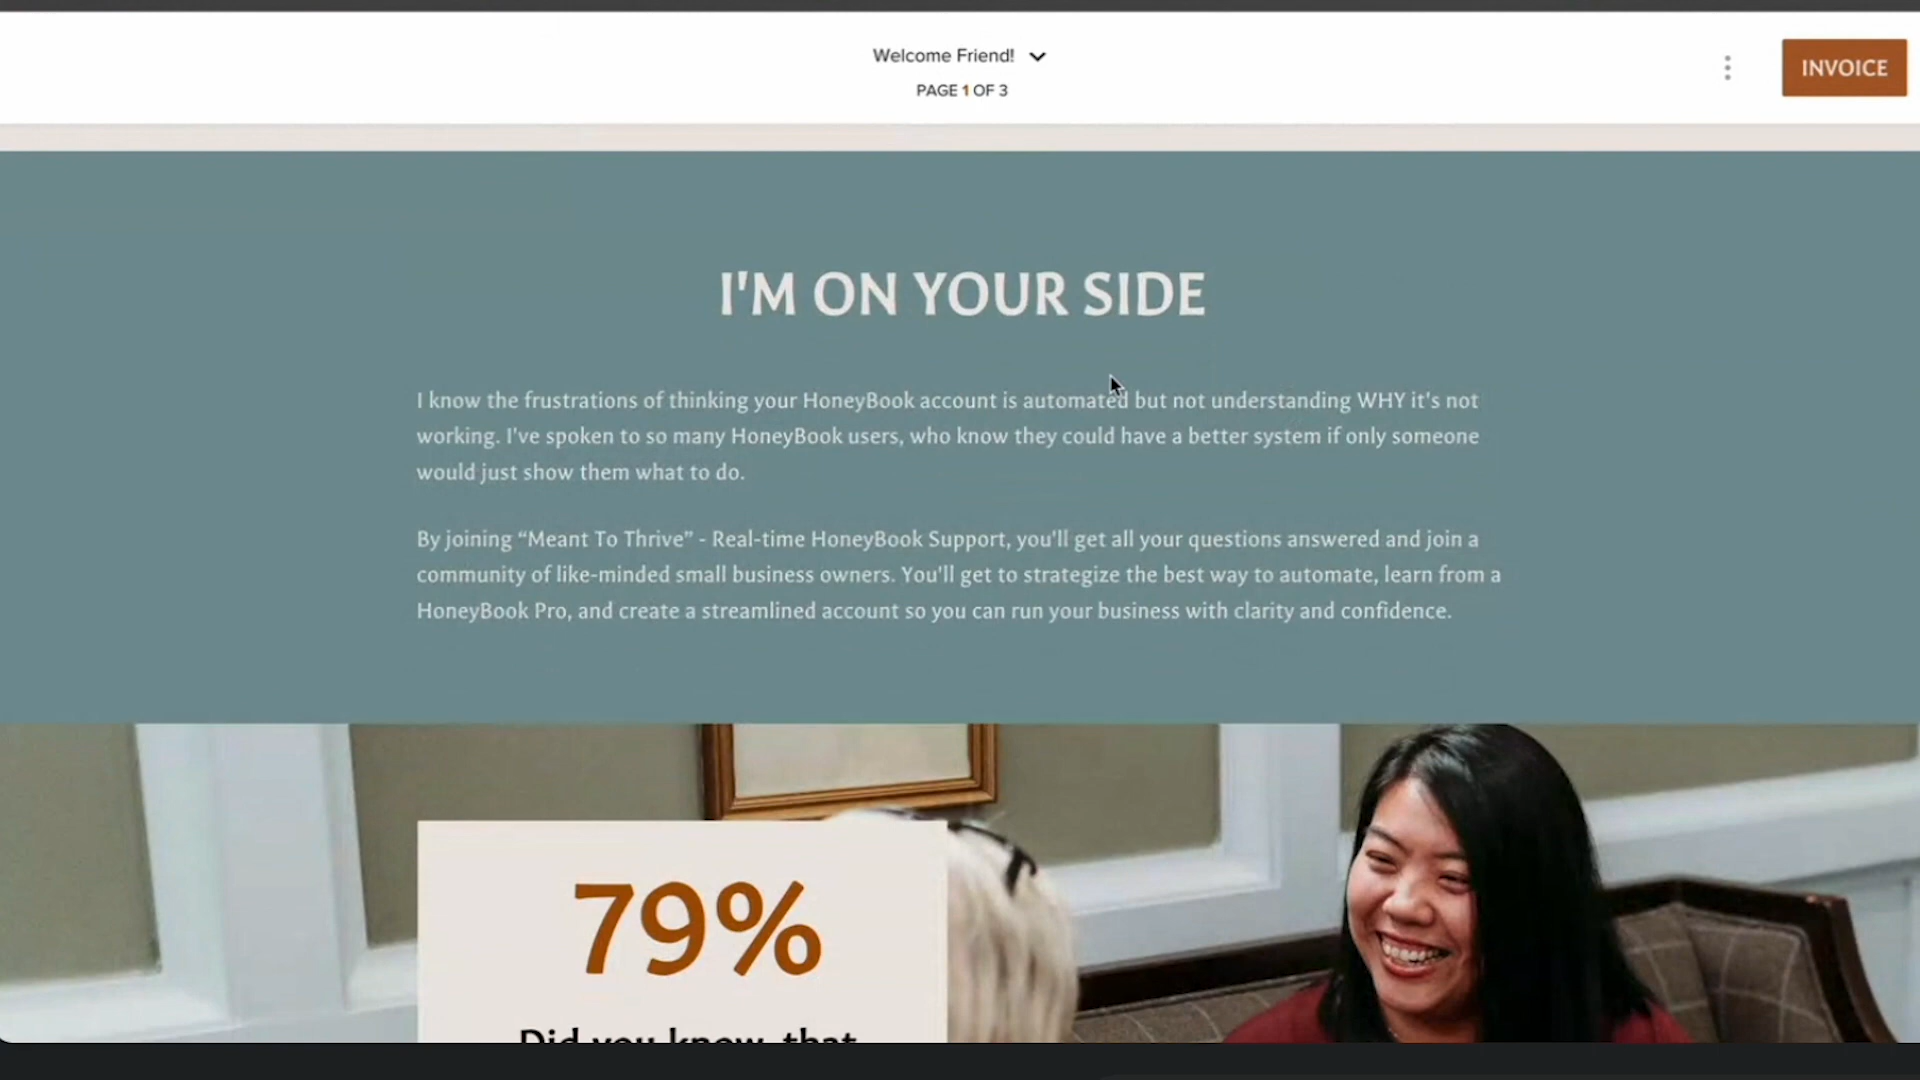 Welcome Friend!
PAGE 1 OF 3
INVOICE
I'M ON YOUR SIDE
I know the frustrations of thinking your HoneyBook account is automated but not understanding WHY it's not
working. I've spoken to so many HoneyBook users, who know they could have a better system if only someone
would just show them what to do.
By joining “Meant To Thrive” - Real-time HoneyBook Support, you'll get all your questions answered and join a
community of like-minded small business owners. You'll get to strategize the best way to automate, learn from a
HoneyBook Pro, and create a streamlined account so you can run your business with clarity and confidence.
79%
Did you know, that